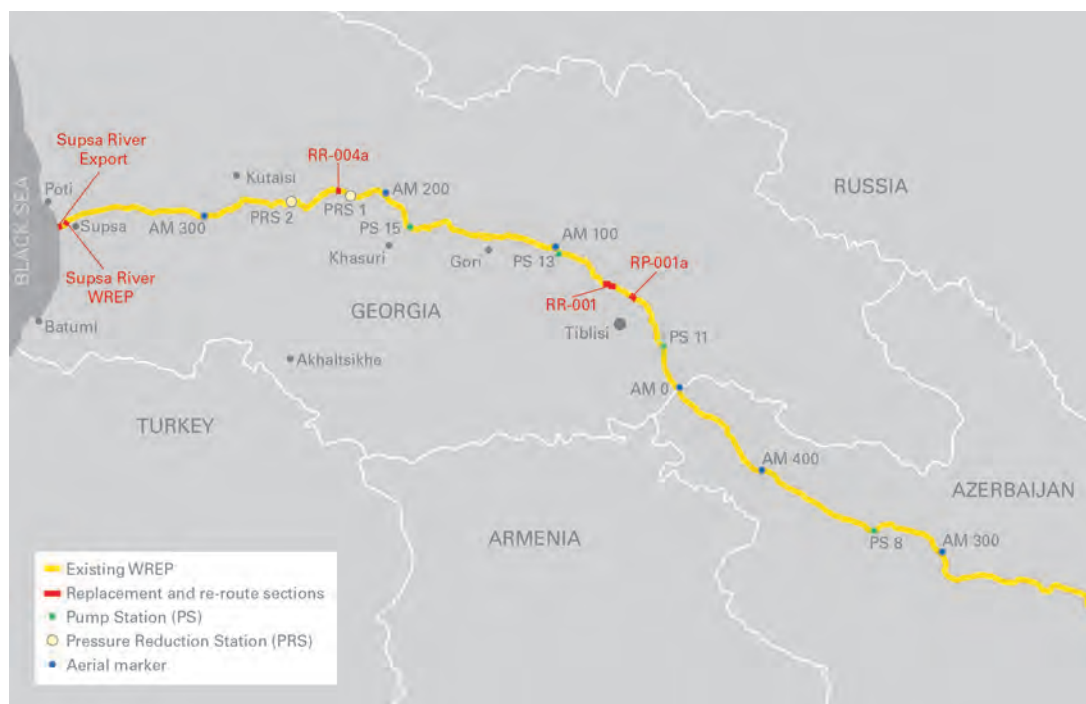 Supsa River
Export
RR-004a
Kutaisi
AM 200
RUSSIA
BLACK SEA
Poti
Supsa
AM 300
PRS 2
PRS 1
PS 15
Khasuri
Gori
AM 100
PS 13
RP-001a
RR-001
Supsa River
WREP
GEORGIA
Tiblisi
PS 11
Batumi
Akhaltsikhe
AM 0
TURKEY
AM 400
AZERBAIJAN
ARMENIA
PS 8
AM 300
Existing WREP
Replacement and re-route sections
Pump Station (PS)
Pressure Reduction Station (PRS)
Aerial marker